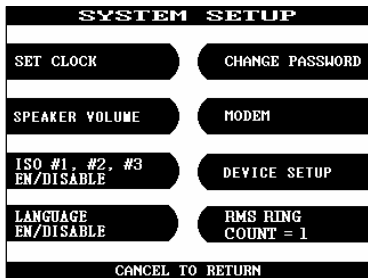 SYSTEM SETUP
SET CLOCK
CHANGE PASSWORD
SPEAKER VOLUME
MODEM
ISO #1, #2, #3
EN/DISABLE
DEVICE SETUP
LANGUAGE
EN/DISABLE
RMS RING
COUNT = 1
CANCEL TO RETURN